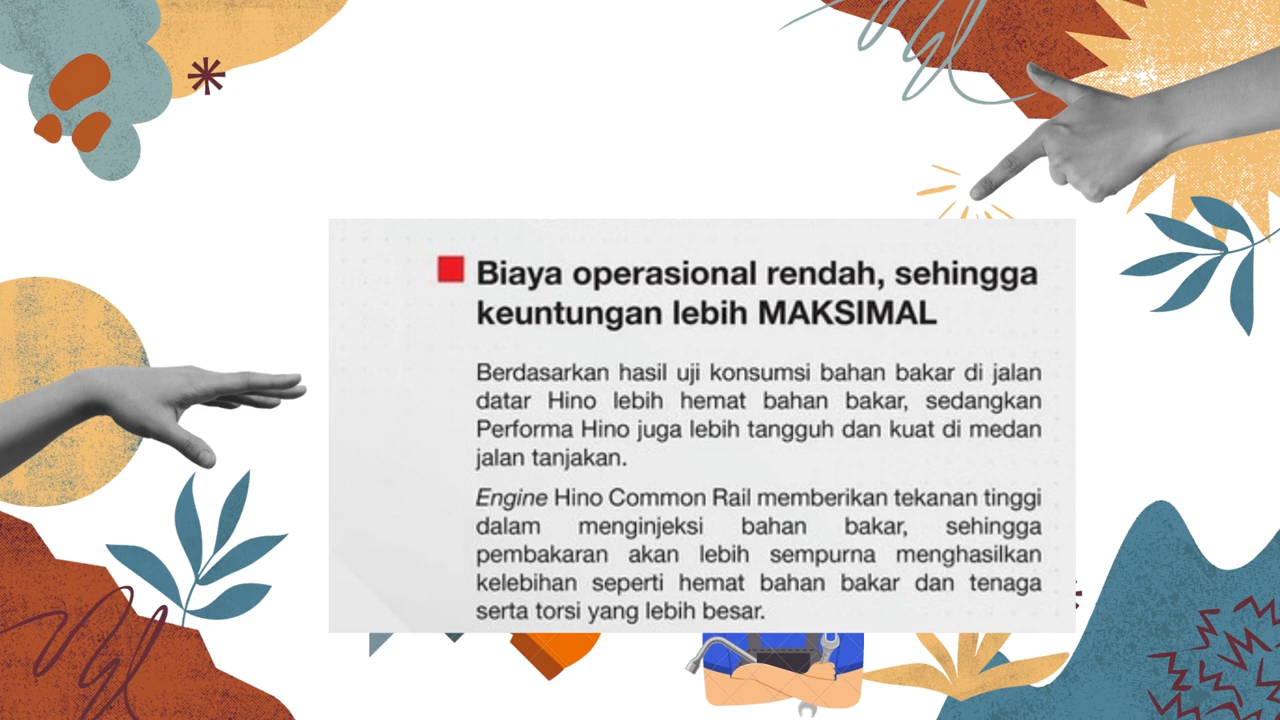 Biaya operasional rendah, sehingga
keuntungan lebih MAKSIMAL
Berdasarkan hasil uji konsumsi bahan bakar di jalan
datar Hino lebih hemat bahan bakar, sedangkan
Performa Hino juga lebih tangguh dan kuat di medan
jalan tanjakan.
Engine Hino Common Rail memberikan tekanan tinggi
dalam menginjeksi bahan bakar, sehingga
pembakaran akan lebih sempurna menghasilkan
kelebihan seperti hemat bahan bakar dan tenaga
serta torsi yang lebih besar.